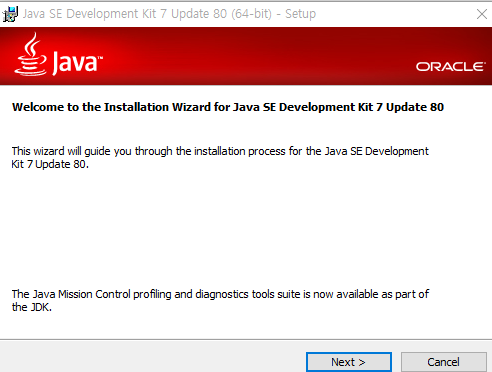 Java SE Development Kit 7 Update 80 (64-bit) - Setup
Java™
ORACLE
Welcome to the Installation Wizard for Java SE Development Kit 7 Update 80
This wizard will guide you through the installation process for the Java SE Development
Kit 7 Update 80.
The Java Mission Control profiling and diagnostics tools suite is now available as part of
the JDK.
Next >
Cancel